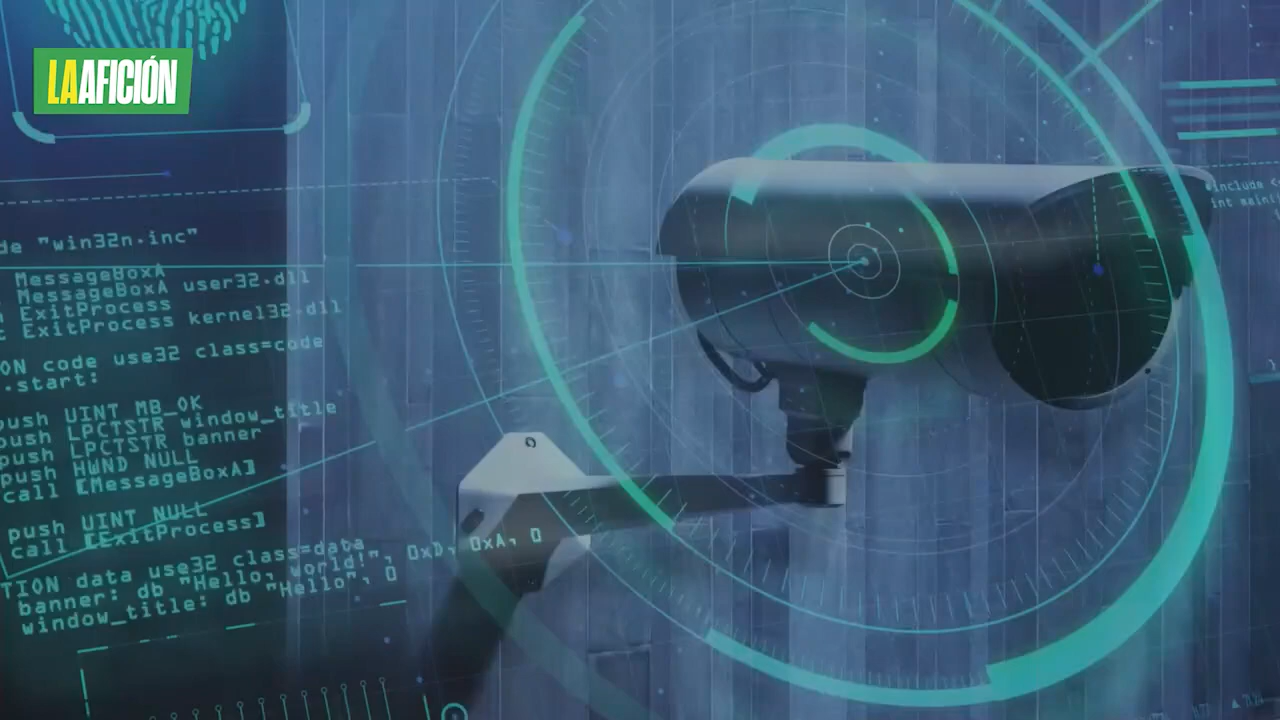 LAAFICIÓN
de "win32n.inc"
MessageBoxA
MessageBoxA user32.dll
ExitProcess
ExitProcess kernel32.dll
ON code use32 class=code
.start:
push UINT MB_OK
push LPCTSTR window_title
push LPCTSTR banner
push HWND NULL
call [MessageBoxA]
push UINT NULL
call [ExitProcess]
TION data use32 class=data
banner: db "Hello, world!", 0xD, 0xA, 0
window_title: db "Hello", 0
int main(